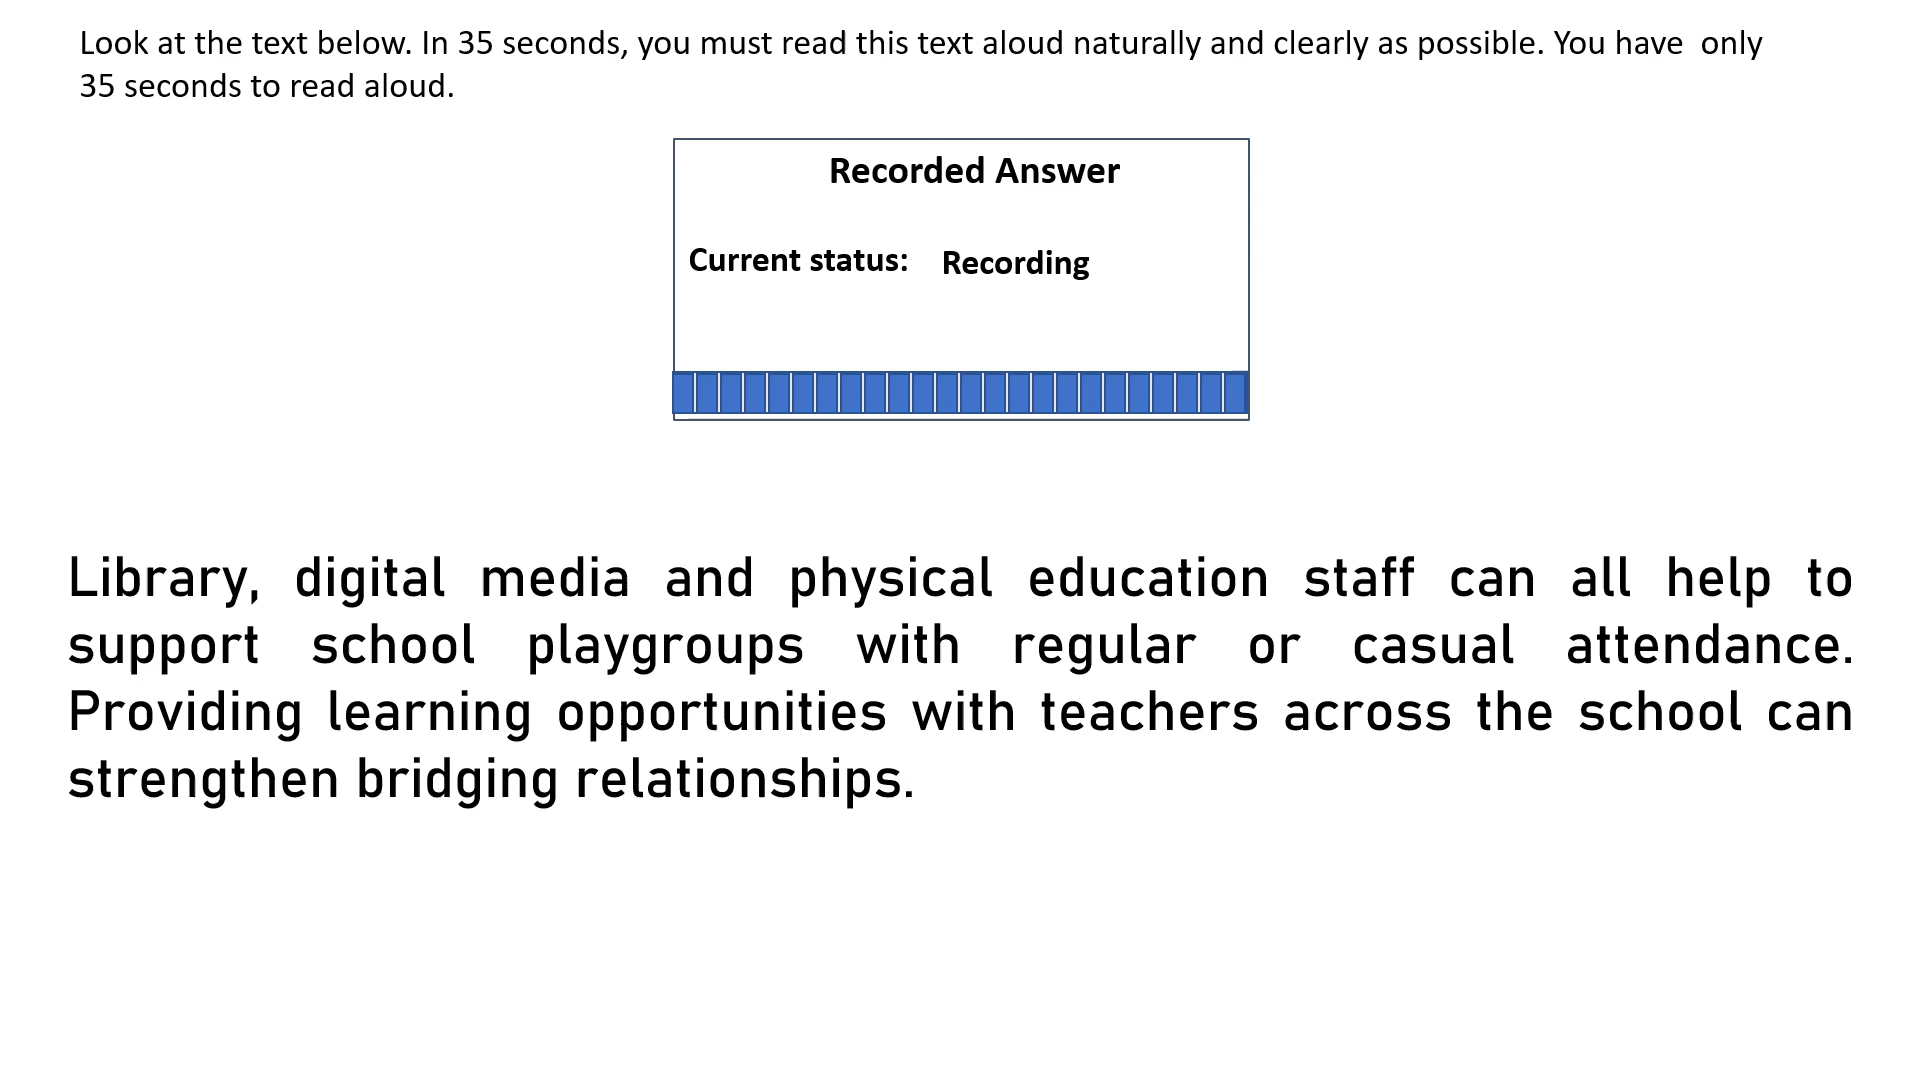 Look at the text below. In 35 seconds, you must read this text aloud naturally and clearly as possible. You have  only
35 seconds to read aloud.
Recorded Answer
Current status: Recording
Library, digital media and physical education staff can all help to
support school playgroups with regular or casual attendance.
Providing learning opportunities with teachers across the school can
strengthen bridging relationships.